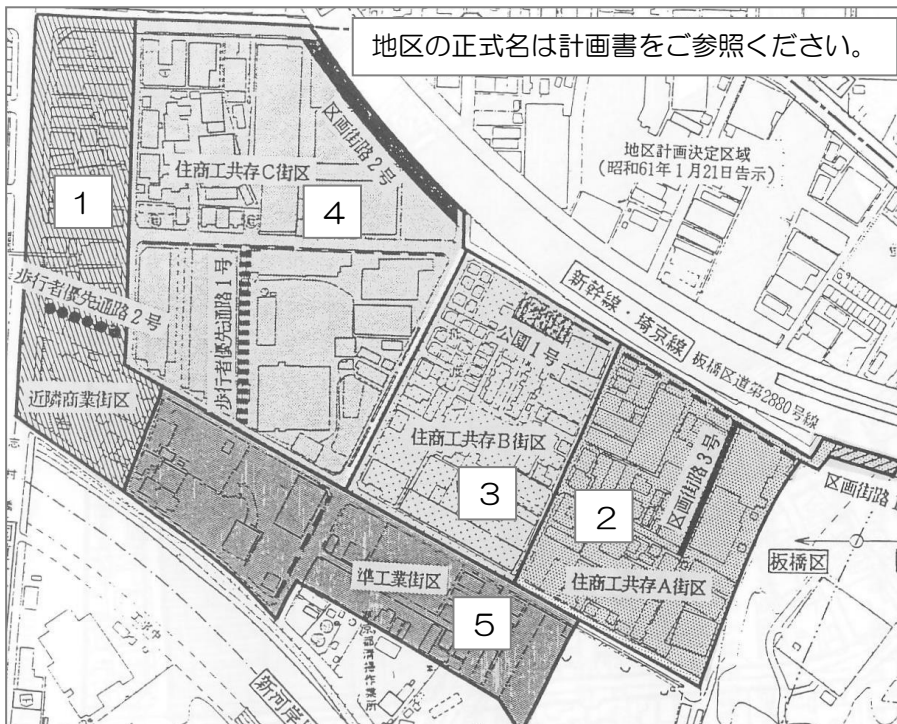 地区の正式名は計画書をご参照ください。
区画街路2号
地区計画決定区域
(昭和61年1月21日告示)
住商工共存C街区
1
4
新幹線・埼京線
板橋区道第2880号線
歩行者優先通路2号
歩行者優先通路1号
公園1号
近隣商業街区
住商工共存B街区
3
区画街路3号
2
区画街路1
板橋区
住商工共存A街区
準工業街区
5
新河岸